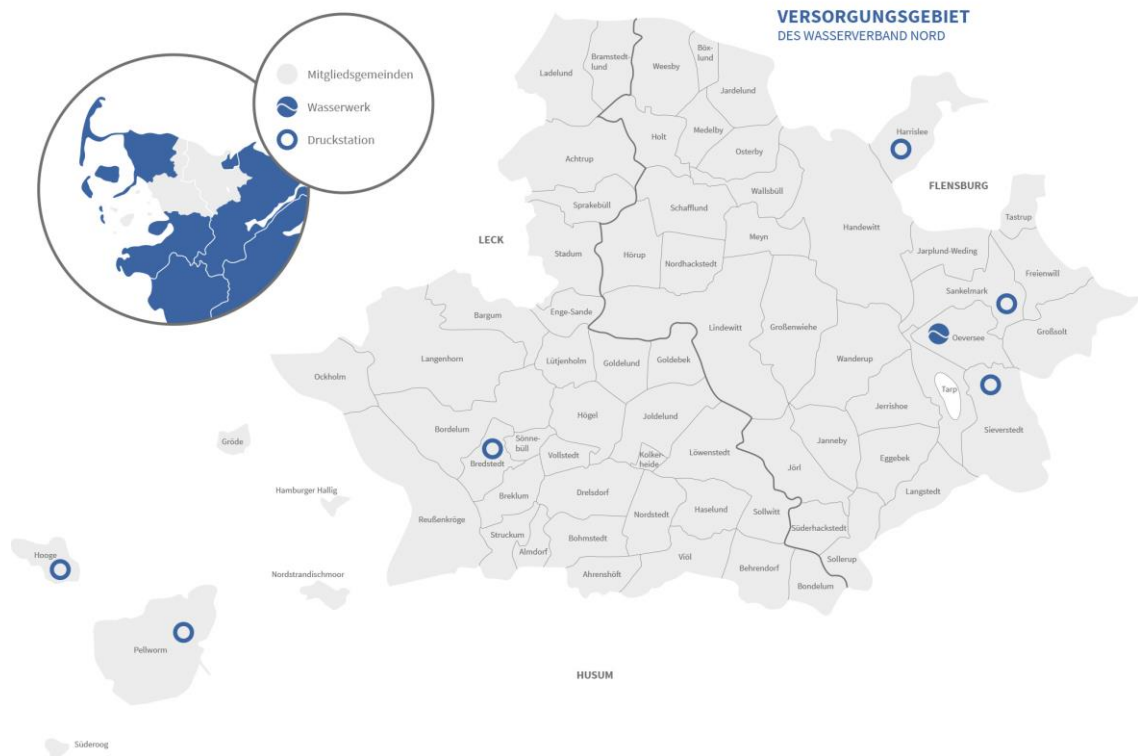 VERSORGUNGSGEBIET
DES WASSERVERBAND NORD
Mitgliedsgemeinden
Wasserwerk
Druckstation
Ladelund
Bramstedt-
lund
Weesby
Böx-
lund
Jardelund
Holt
Medelby
Osterby
Harrislee
Achtrup
Wallsbüll
FLENSBURG
Sprakebüll
Schafflund
Tastrup
LECK
Stadum
Hörup
Nordhackstedt
Meyn
Handewitt
Jarplund-Weding
Freienwill
Sankelmark
Bargum
Enge-Sande
Lindewitt
Großenwiehe
Oeversee
Großsolt
Langenhorn
Lütjenholm
Goldelund
Goldebek
Wanderup
Ockholm
Tarp
Jerrishoe
Högel
Joldelund
Sieverstedt
Bordelum
Sönne-
büll
Janneby
Gröde
Bredstedt
Vollstedt
Kolker-
heide
Löwenstedt
Jörl
Eggebek
Hamburger Hallig
Breklum
Drelsdorf
Langstedt
Reußenkröge
Nordstedt
Haselund
Sollwitt
Struckum
Bohmstedt
Süderhackstedt
Hooge
Almdorf
Viöl
Sollerup
Nordstrandischmoor
Ahrenshöft
Behrendorf
Bondelum
Pellworm
HUSUM
Süderoog